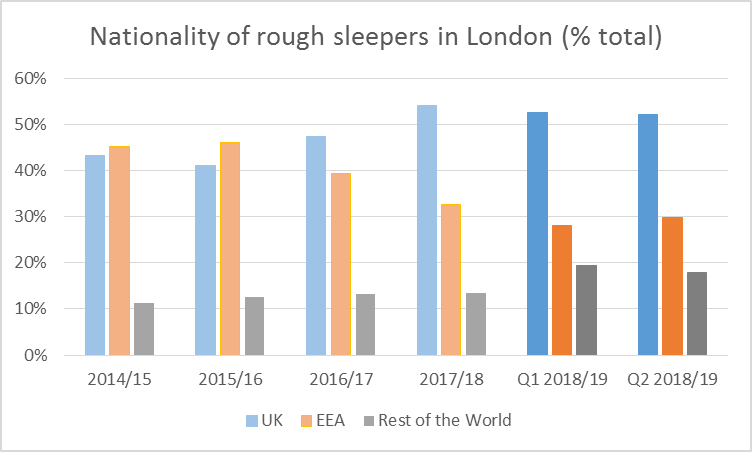 Nationality of rough sleepers in London (% total)
60%
50%
40%
30%
20%
10%
0%
2014/15 2015/16 2016/17 2017/18 Q1 2018/19 Q2 2018/19
UK EEA Rest of the World